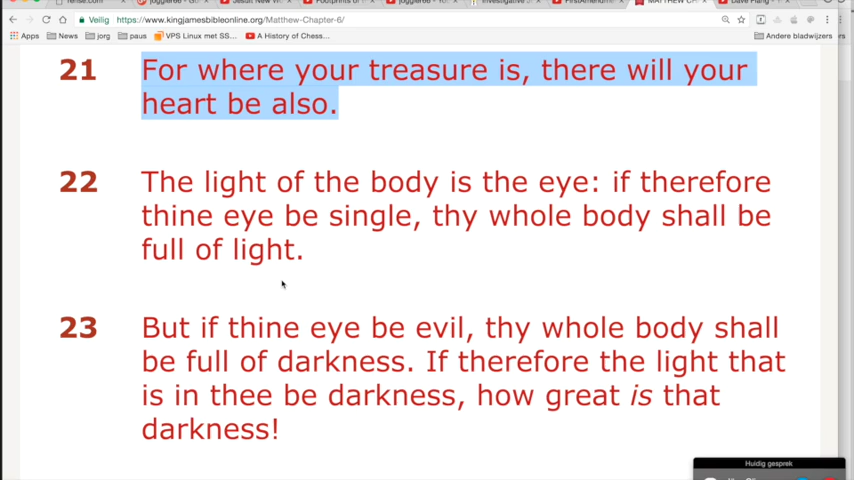 Veilig https://www.kingjamesbibleonline.org/Matthew-Chapter-6/
Apps News jorg paus VPS Linux met SS… A History of Chess… Andere bladwijzers
21 For where your treasure is, there will your
heart be also.
22 The light of the body is the eye: if therefore
thine eye be single, thy whole body shall be
full of light.
23 But if thine eye be evil, thy whole body shall
be full of darkness. If therefore the light that
is in thee be darkness, how great is that
darkness!
Huidig gesprek